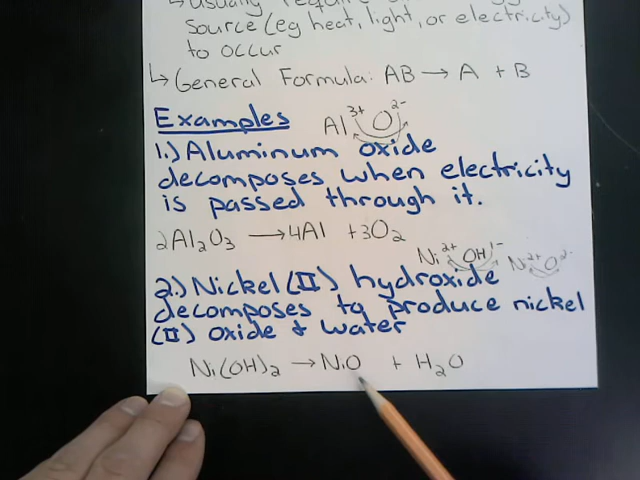 ↳ Usually requires
source (eg heat, light, or electricity)
to occur
↳ General Formula: AB → A + B
Examples
Al³⁺ O²⁻
1.) Aluminum oxide
decomposes when electricity
is passed through it.
2Al₂O₃ → 4Al + 3O₂
Ni²⁺ OH¹⁻ Ni²⁺ O²⁻
2.) Nickel (II) hydroxide
decomposes to produce nickel
(II) oxide & water
Ni(OH)₂ → NiO + H₂O